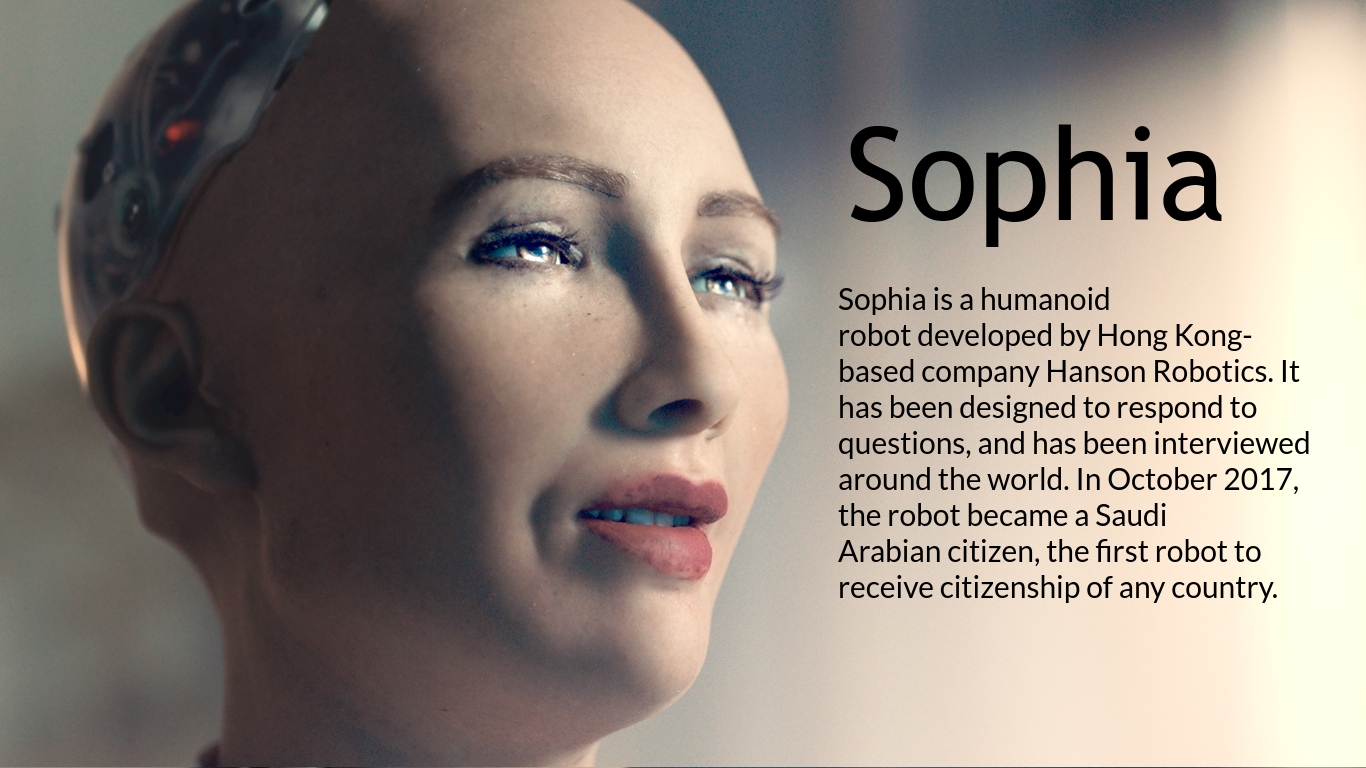 Sophia
Sophia is a humanoid
robot developed by Hong Kong-
based company Hanson Robotics. It
has been designed to respond to
questions, and has been interviewed
around the world. In October 2017,
the robot became a Saudi
Arabian citizen, the first robot to
receive citizenship of any country.